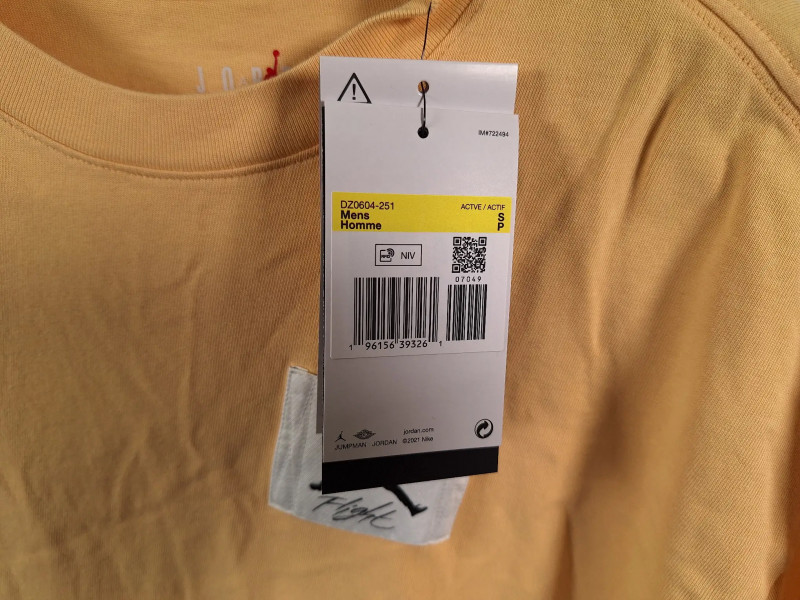 JOR
IM#722494
DZ0604-251
ACTVE / ACTIF
Mens
S
Homme
P
NIV
07049
1 96156 39326 1
jordan.com
JUMPMAN JORDAN ©2021 Nike
Flight